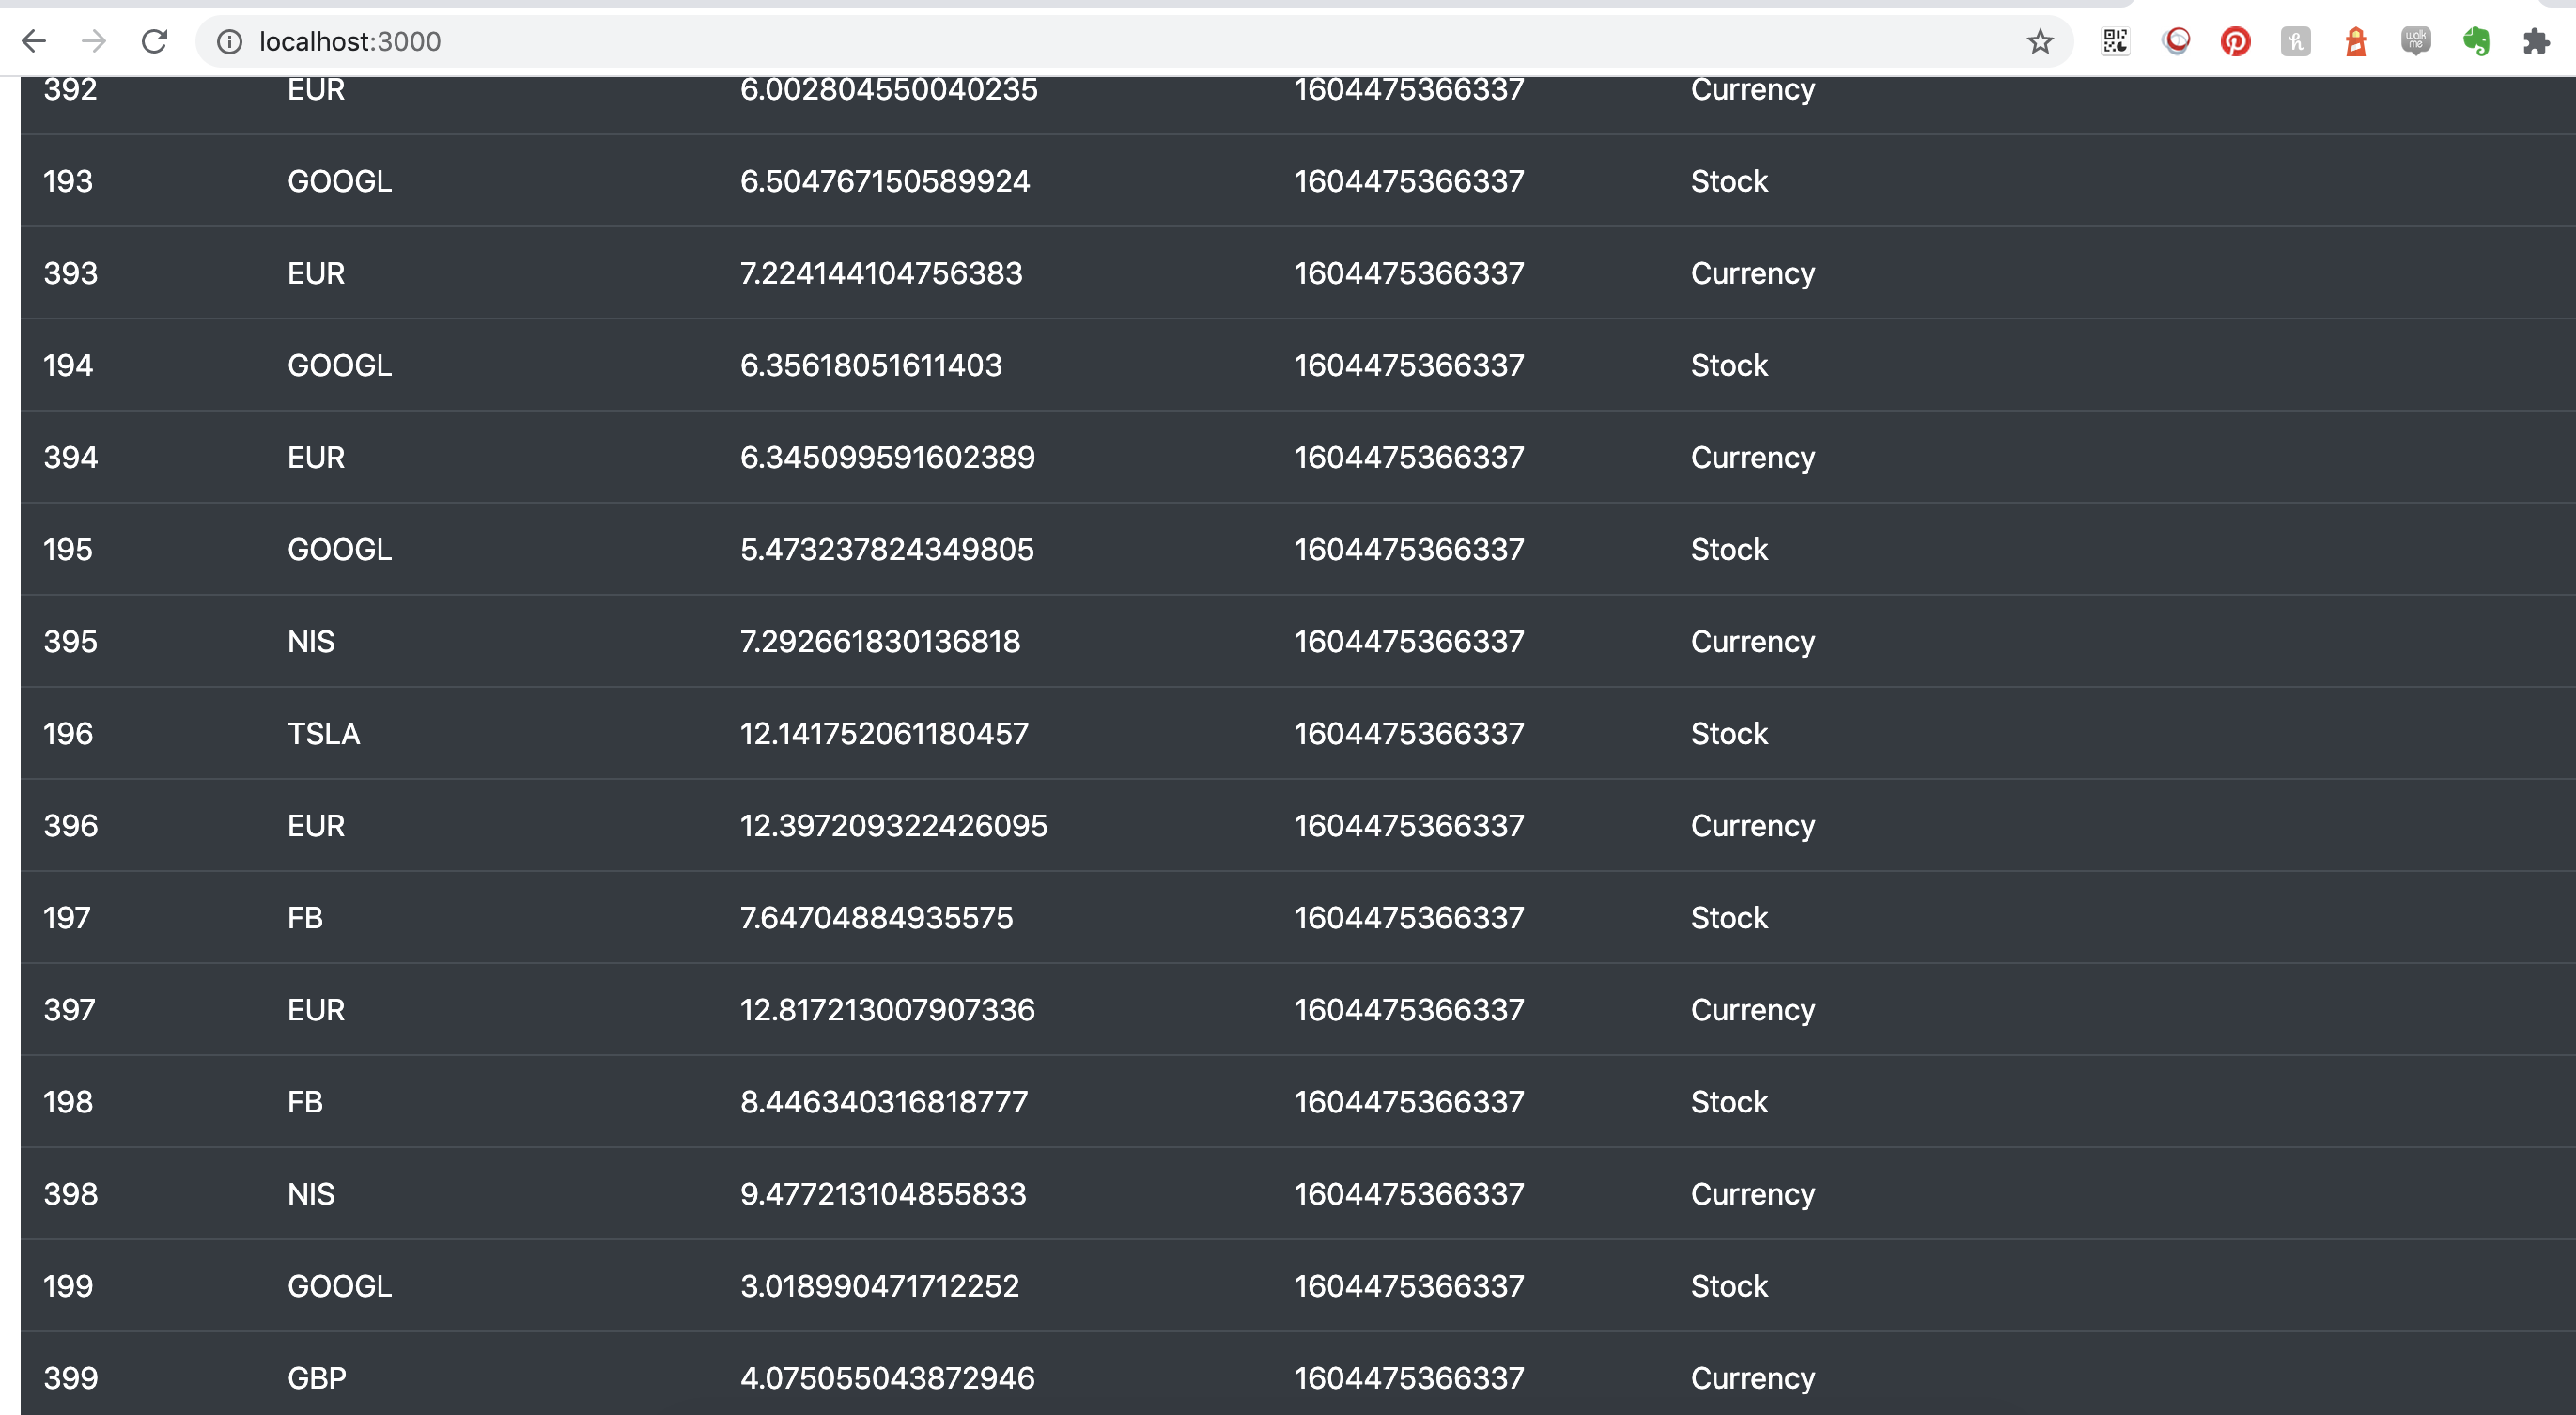 localhost:3000
walk me
392 EUR 6.002804550040235 1604475366337 Currency
193 GOOGL 6.504767150589924 1604475366337 Stock
393 EUR 7.224144104756383 1604475366337 Currency
194 GOOGL 6.35618051611403 1604475366337 Stock
394 EUR 6.345099591602389 1604475366337 Currency
195 GOOGL 5.473237824349805 1604475366337 Stock
395 NIS 7.292661830136818 1604475366337 Currency
196 TSLA 12.141752061180457 1604475366337 Stock
396 EUR 12.397209322426095 1604475366337 Currency
197 FB 7.64704884935575 1604475366337 Stock
397 EUR 12.817213007907336 1604475366337 Currency
198 FB 8.446340316818777 1604475366337 Stock
398 NIS 9.477213104855833 1604475366337 Currency
199 GOOGL 3.018990471712252 1604475366337 Stock
399 GBP 4.075055043872946 1604475366337 Currency